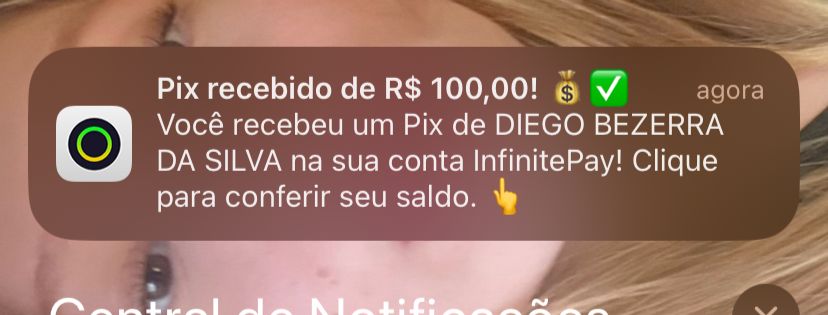 Pix recebido de R$ 100,00! 💰✅
agora
Você recebeu um Pix de DIEGO BEZERRA
DA SILVA na sua conta InfinitePay! Clique
para conferir seu saldo. 👆
Central de Notificações